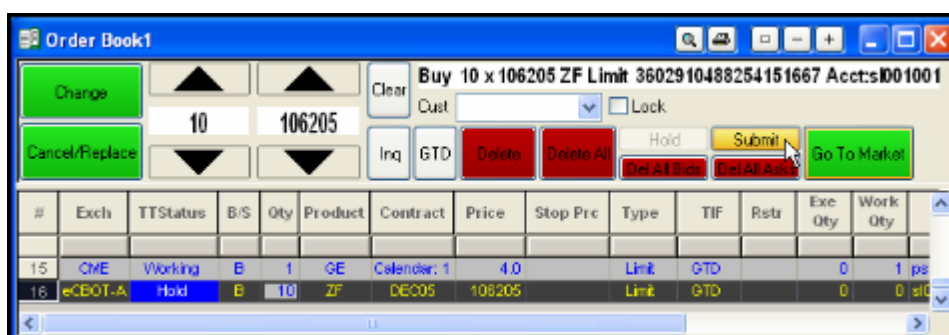 Order Book1
Buy 10 x 106205 ZF Limit 3602910488254151667 Acct:sl001001
Change
Clear
Cust
Lock
10
106205
Cancel/Replace
Inq
GTD
Delete
Delete All
Hold
Submit
Go To Market
Del All Bids
Del All Asks
# Exch TTStatus B/S Qty Product Contract Price Stop Prc Type TIF Rstr Exe Qty Work Qty
15 CME Working B 1 GE Calendar: 1 4.0 Limit GTD 0 1 ps
16 eCBOT-A Hold B 10 ZF DEC05 106205 Limit GTD 0 0 sl0